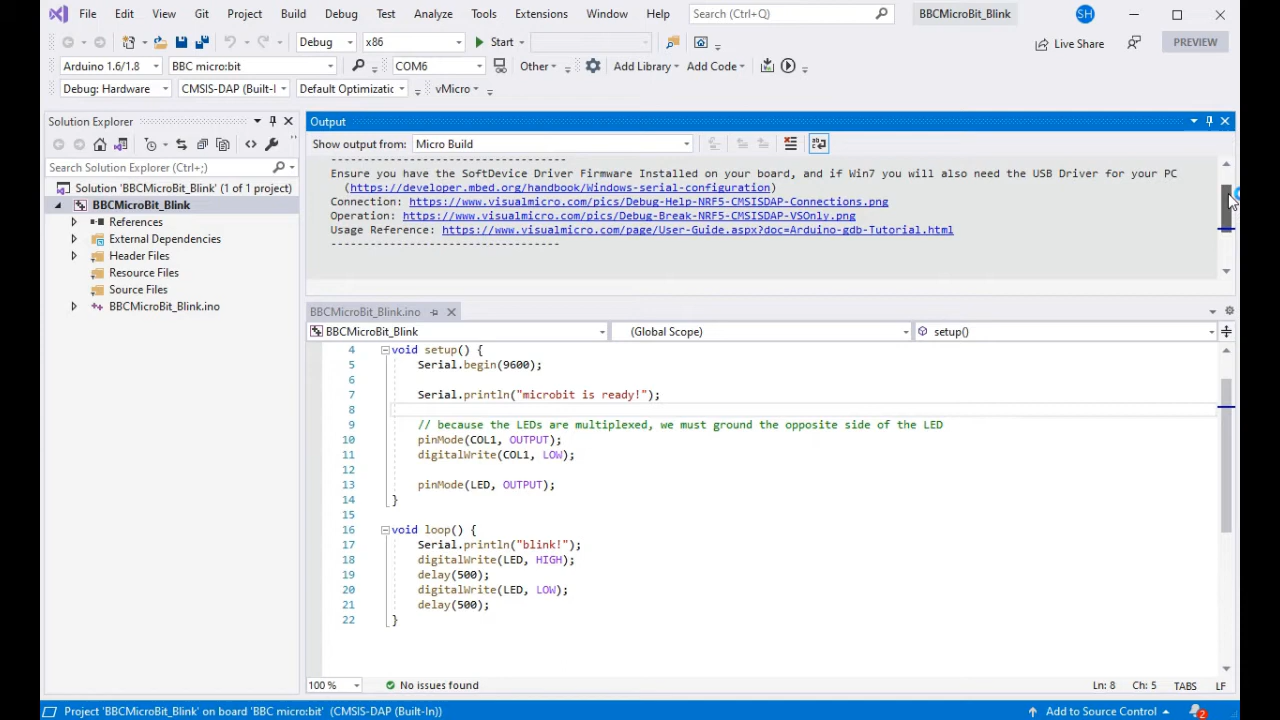 File Edit View Git Project Build Debug Test Analyze Tools Extensions Window Help Search (Ctrl+Q) BBCMicroBit_Blink SH
Debug x86 Start Live Share PREVIEW
Arduino 1.6/1.8 BBC micro:bit COM6 Other Add Library Add Code
Debug: Hardware CMSIS-DAP (Built-I Default Optimizatic vMicro
Solution Explorer
Search Solution Explorer (Ctrl+;)
Solution 'BBCMicroBit_Blink' (1 of 1 project)
BBCMicroBit_Blink
References
External Dependencies
Header Files
Resource Files
Source Files
BBCMicroBit_Blink.ino
Output
Show output from: Micro Build
-----------------------------------
Ensure you have the SoftDevice Driver Firmware Installed on your board, and if Win7 you will also need the USB Driver for your PC
(https://developer.mbed.org/handbook/Windows-serial-configuration)
Connection: https://www.visualmicro.com/pics/Debug-Help-NRF5-CMSISDAP-Connections.png
Operation: https://www.visualmicro.com/pics/Debug-Break-NRF5-CMSISDAP-VSOnly.png
Usage Reference: https://www.visualmicro.com/page/User-Guide.aspx?doc=Arduino-gdb-Tutorial.html
-----------------------------------
BBCMicroBit_Blink.ino
BBCMicroBit_Blink (Global Scope) setup()
4 void setup() {
5 Serial.begin(9600);
6
7 Serial.println("microbit is ready!");
8
9 // because the LEDs are multiplexed, we must ground the opposite side of the LED
10 pinMode(COL1, OUTPUT);
11 digitalWrite(COL1, LOW);
12
13 pinMode(LED, OUTPUT);
14 }
15
16 void loop() {
17 Serial.println("blink!");
18 digitalWrite(LED, HIGH);
19 delay(500);
20 digitalWrite(LED, LOW);
21 delay(500);
22 }
100 % No issues found Ln: 8 Ch: 5 TABS LF
Project 'BBCMicroBit_Blink' on board 'BBC micro:bit' (CMSIS-DAP (Built-In)) Add to Source Control 2